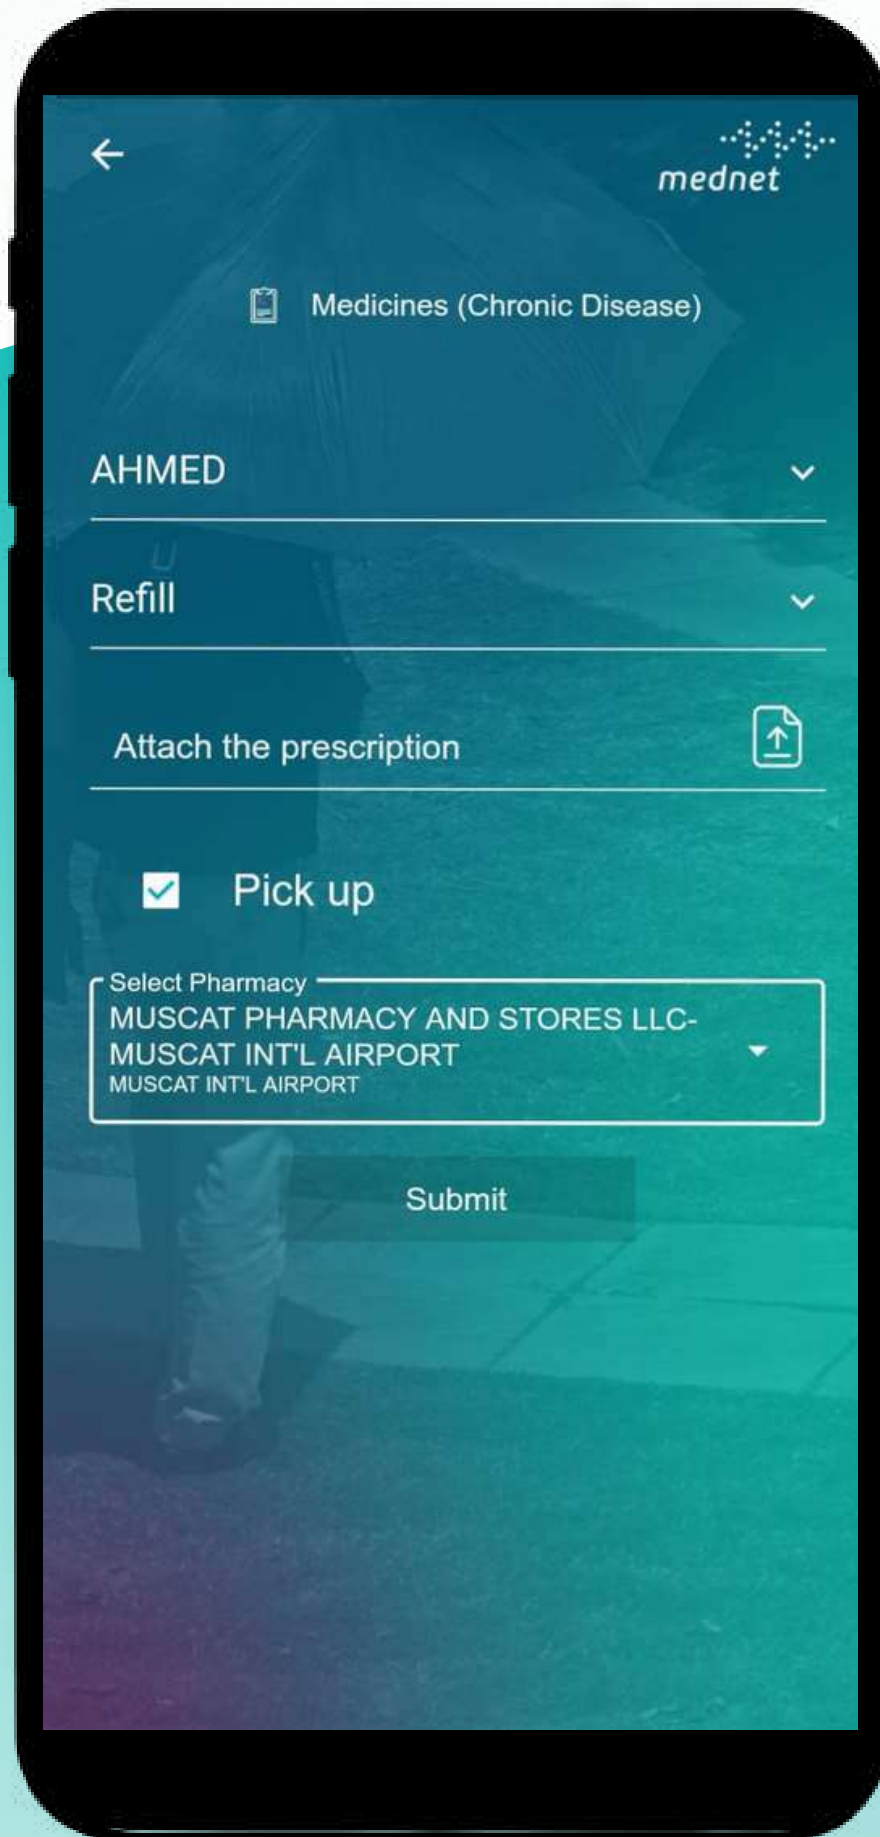 mednet
Medicines (Chronic Disease)
AHMED
Refill
Attach the prescription
Pick up
Select Pharmacy
MUSCAT PHARMACY AND STORES LLC-
MUSCAT INT'L AIRPORT
MUSCAT INT'L AIRPORT
Submit